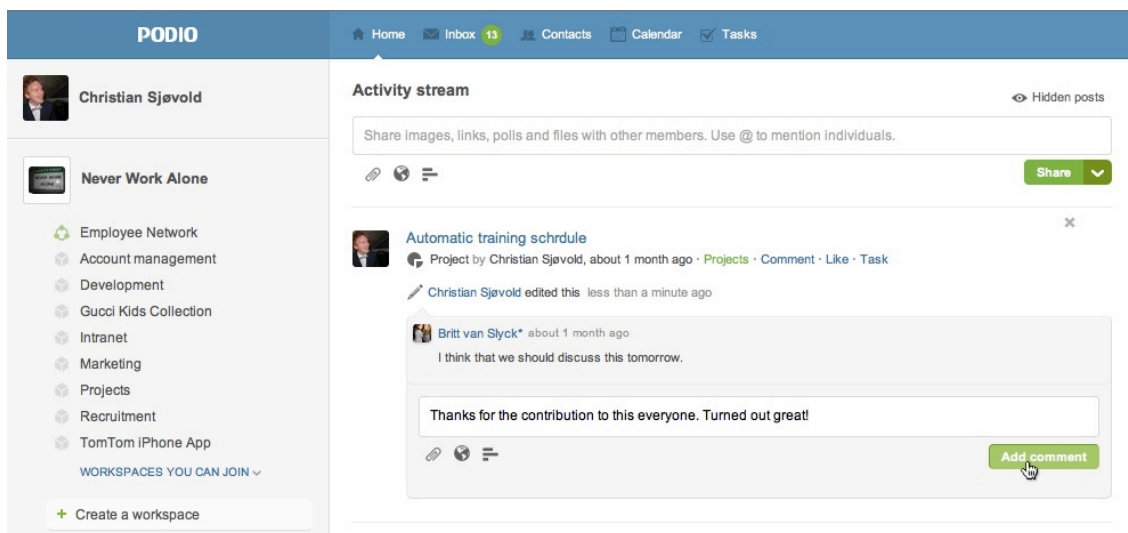 PODIO
Home Inbox 13 Contacts Calendar Tasks
Christian Sjøvold
Never Work Alone
Employee Network
Account management
Development
Gucci Kids Collection
Intranet
Marketing
Projects
Recruitment
TomTom iPhone App
WORKSPACES YOU CAN JOIN
+ Create a workspace
Activity stream
Hidden posts
Share images, links, polls and files with other members. Use @ to mention individuals.
Share
Automatic training schrdule
Project by Christian Sjøvold, about 1 month ago · Projects · Comment · Like · Task
Christian Sjøvold edited this less than a minute ago
Britt van Slyck* about 1 month ago
I think that we should discuss this tomorrow.
Thanks for the contribution to this everyone. Turned out great!
Add comment